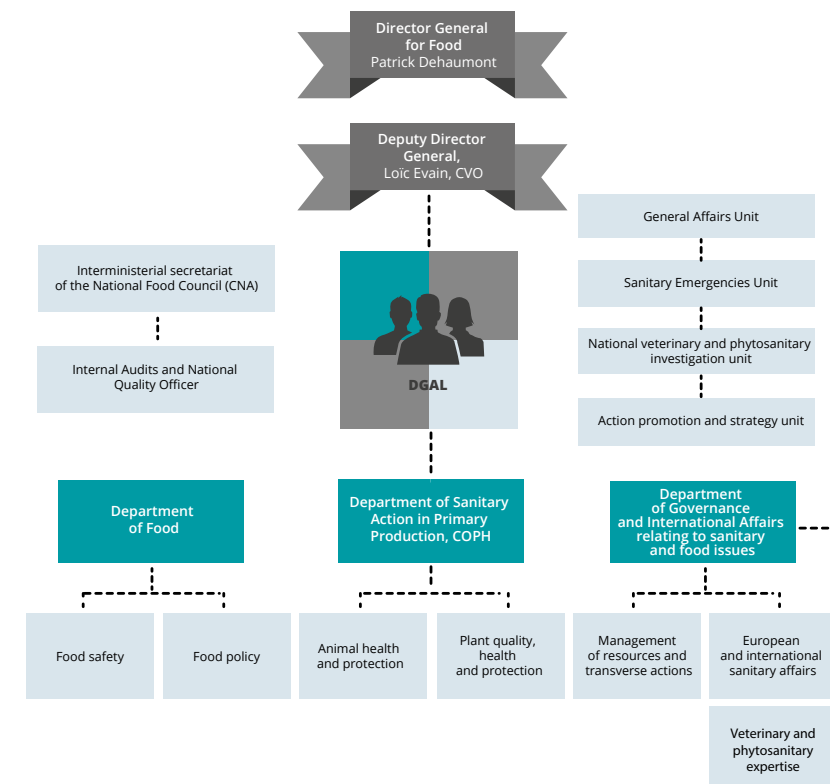 Director General
for Food
Patrick Dehaumont
Deputy Director
General,
Loïc Evain, CVO
General Affairs Unit
Interministerial secretariat
of the National Food Council (CNA)
Sanitary Emergencies Unit
National veterinary and phytosanitary
investigation unit
Internal Audits and National
Quality Officer
DGAL
Action promotion and strategy unit
Department
of Food
Department of Sanitary
Action in Primary
Production, COPH
Department
of Governance
and International Affairs
relating to sanitary
and food issues
Food safety
Food policy
Animal health
and protection
Plant quality,
health
and protection
Management
of resources and
transverse actions
European
and international
sanitary affairs
Veterinary and
phytosanitary
expertise